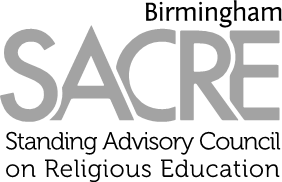 Birmingham
SACRE
Standing Advisory Council
on Religious Education